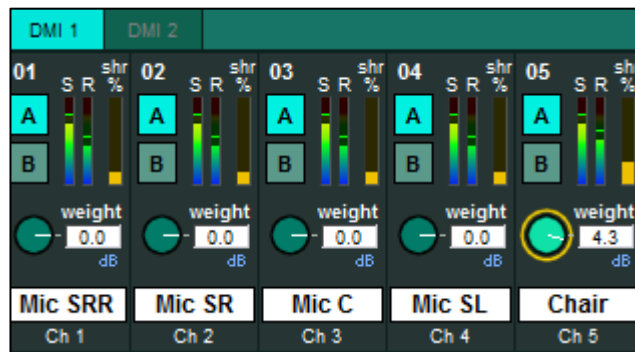 DMI 1 DMI 2
01 S R shr % 02 S R shr % 03 S R shr % 04 S R shr % 05 S R shr %
A A A A A
B B B B B
weight weight weight weight weight
0.0 0.0 0.0 0.0 4.3
dB dB dB dB dB
Mic SRR Mic SR Mic C Mic SL Chair
Ch 1 Ch 2 Ch 3 Ch 4 Ch 5